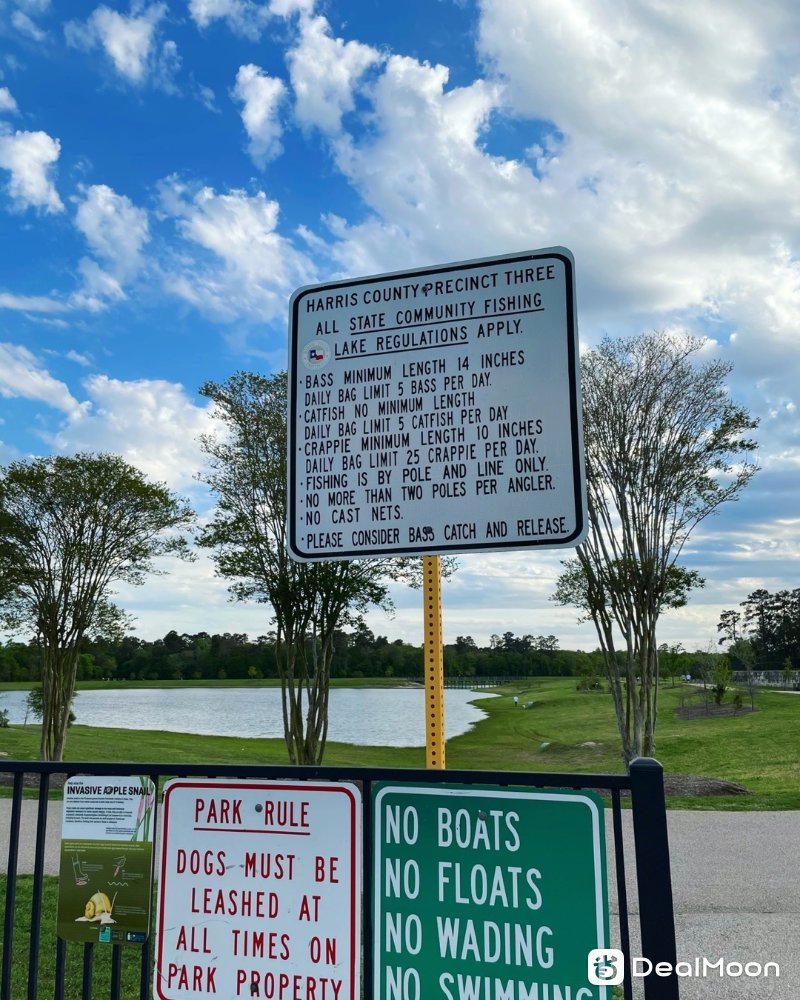 HARRIS COUNTY PRECINCT THREE
ALL STATE COMMUNITY FISHING
LAKE REGULATIONS APPLY.
· BASS MINIMUM LENGTH 14 INCHES
DAILY BAG LIMIT 5 BASS PER DAY.
· CATFISH NO MINIMUM LENGTH
DAILY BAG LIMIT 5 CATFISH PER DAY
· CRAPPIE MINIMUM LENGTH 10 INCHES
DAILY BAG LIMIT 25 CRAPPIE PER DAY.
· FISHING IS BY POLE AND LINE ONLY.
· NO MORE THAN TWO POLES PER ANGLER.
· NO CAST NETS.
· PLEASE CONSIDER BASS CATCH AND RELEASE.
INVASIVE APPLE SNAIL
PARK RULE
DOGS MUST BE
LEASHED AT
ALL TIMES ON
PARK PROPERTY
NO BOATS
NO FLOATS
NO WADING
NO SWIMMING
DealMoon